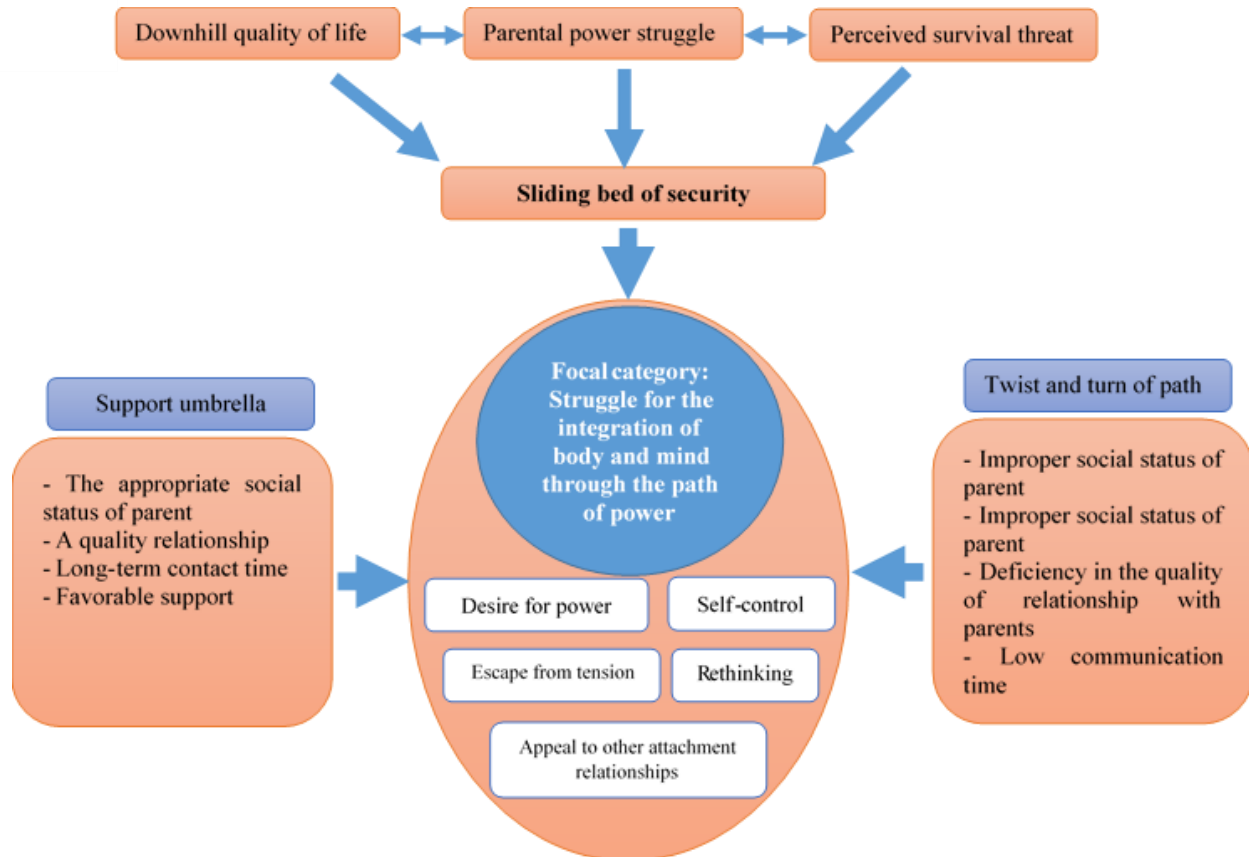 Downhill quality of life
Parental power struggle
Perceived survival threat
Sliding bed of security
Focal category:
Struggle for the
integration of
body and mind
through the path
of power
Support umbrella
- The appropriate social
status of parent
- A quality relationship
- Long-term contact time
- Favorable support
Twist and turn of path
- Improper social status of
parent
- Improper social status of
parent
- Deficiency in the quality
of relationship with
parents
- Low communication
time
Desire for power
Self-control
Escape from tension
Rethinking
Appeal to other attachment
relationships